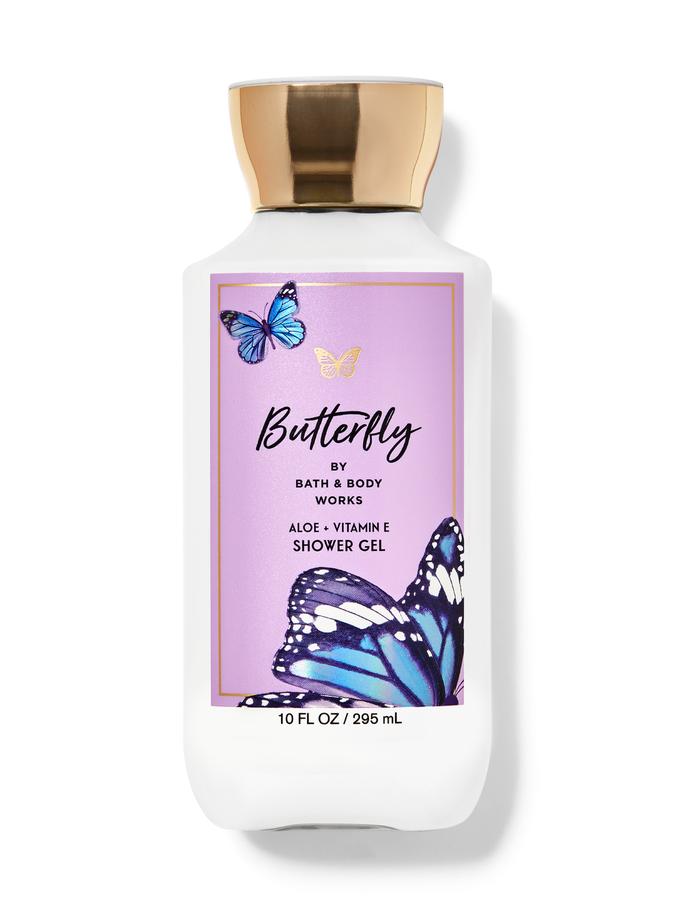 Butterfly
BY
BATH & BODY
WORKS
ALOE + VITAMIN E
SHOWER GEL
10 FL OZ / 295 mL